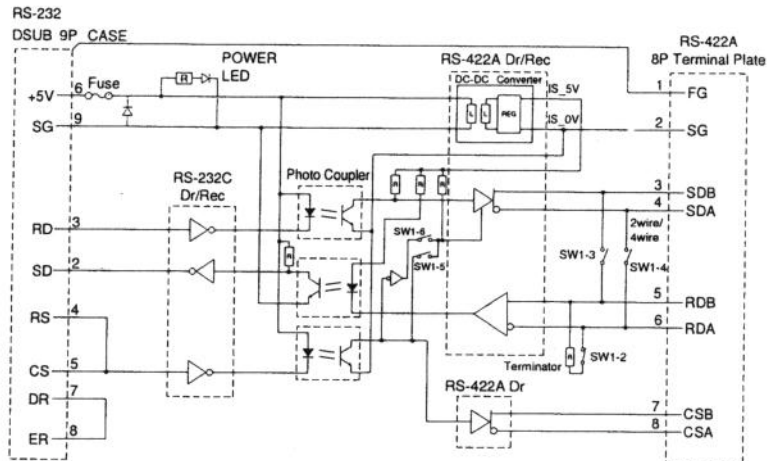 RS-232
DSUB 9P CASE
POWER
LED
RS-422A Dr/Rec
RS-422A
8P Terminal Plate
+5V 6 Fuse
R
DC-DC Converter
IS_5V
1 FG
L L REG
SG 9
IS_0V
2 SG
RS-232C
Dr/Rec
Photo Coupler
R R R
3 SDB
4 SDA
2wire/
4wire
RD 3
SW1-6
SW1-5
SW1-3
SW1-4
R
SD 2
5 RDB
6 RDA
RS 4
R
SW1-2
Terminator
CS 5
RS-422A Dr
DR 7
7 CSB
8 CSA
ER 8